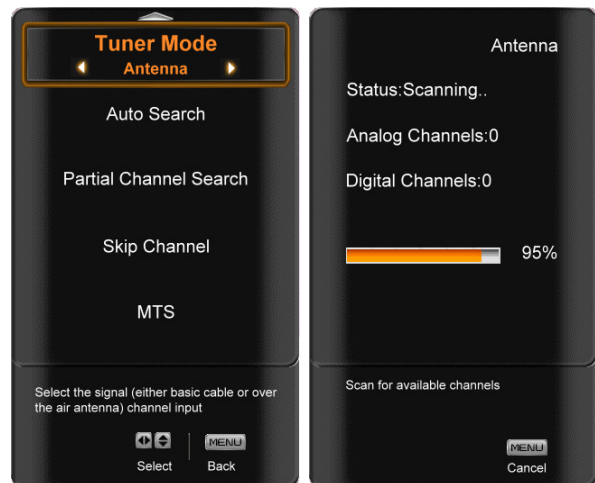 Tuner Mode
Antenna
Auto Search
Partial Channel Search
Skip Channel
MTS
Select the signal (either basic cable or over
the air antenna) channel input
MENU
Select Back
Antenna
Status:Scanning..
Analog Channels:0
Digital Channels:0
95%
Scan for available channels
MENU
Cancel